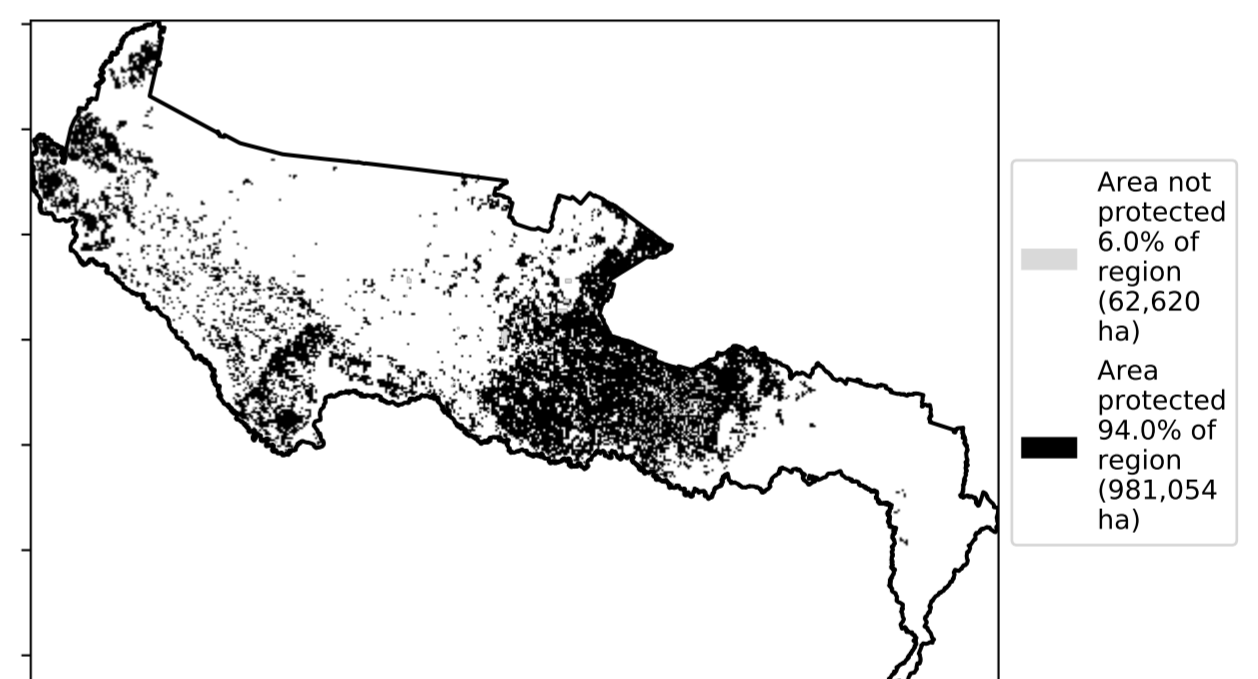 Area not
protected
6.0% of
region
(62,620
ha)
Area
protected
94.0% of
region
(981,054
ha)